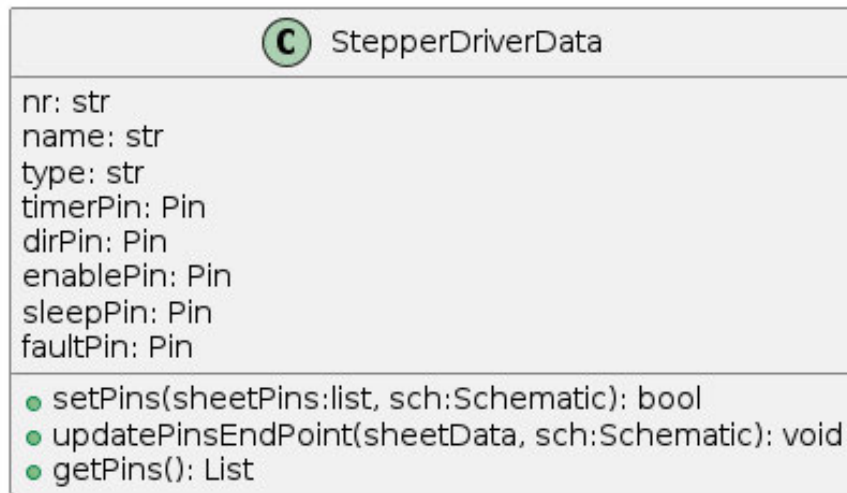 C StepperDriverData
nr: str
name: str
type: str
timerPin: Pin
dirPin: Pin
enablePin: Pin
sleepPin: Pin
faultPin: Pin
setPins(sheetPins:list, sch:Schematic): bool
updatePinsEndPoint(sheetData, sch:Schematic): void
getPins(): List